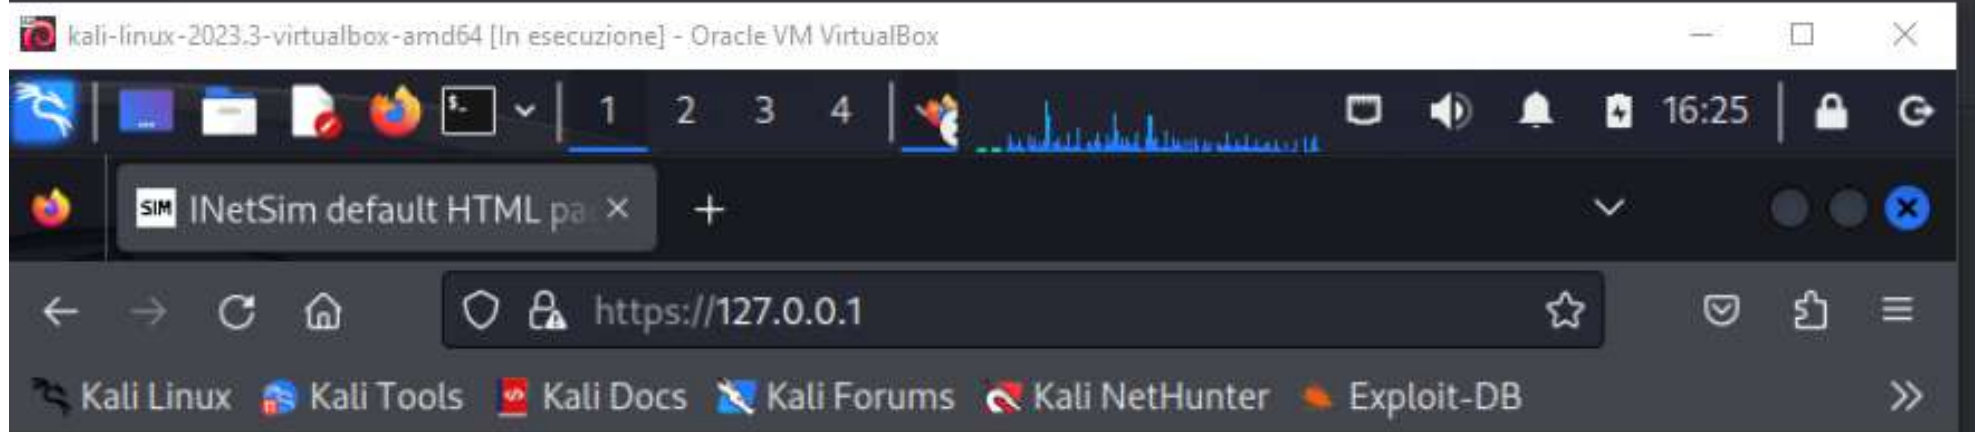 kali-linux-2023.3-virtualbox-amd64 [In esecuzione] - Oracle VM VirtualBox
1 2 3 4 16:25
SIM INetSim default HTML pa
https://127.0.0.1
Kali Linux Kali Tools Kali Docs Kali Forums Kali NetHunter Exploit-DB